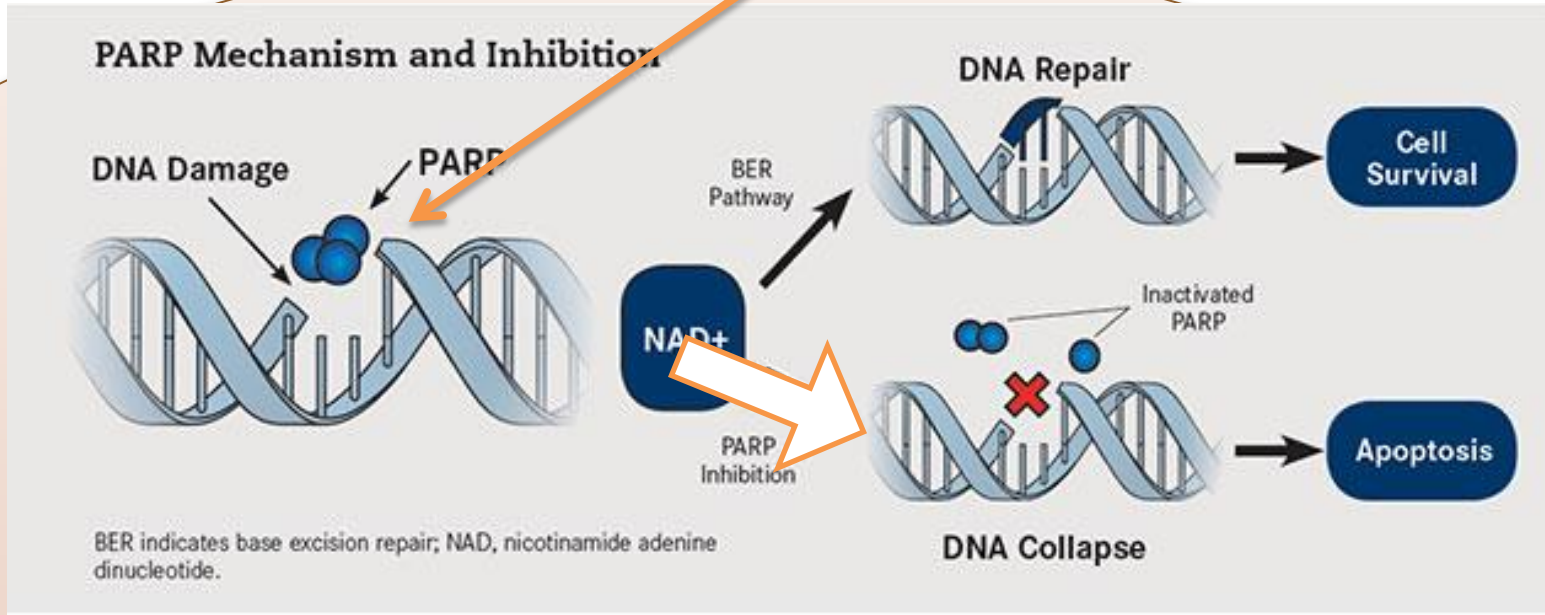 PARP Mechanism and Inhibition
DNA Damage
PARP
NAD+
BER
Pathway
DNA Repair
Cell
Survival
PARP
Inhibition
Inactivated
PARP
Apoptosis
DNA Collapse
BER indicates base excision repair; NAD, nicotinamide adenine
dinucleotide.